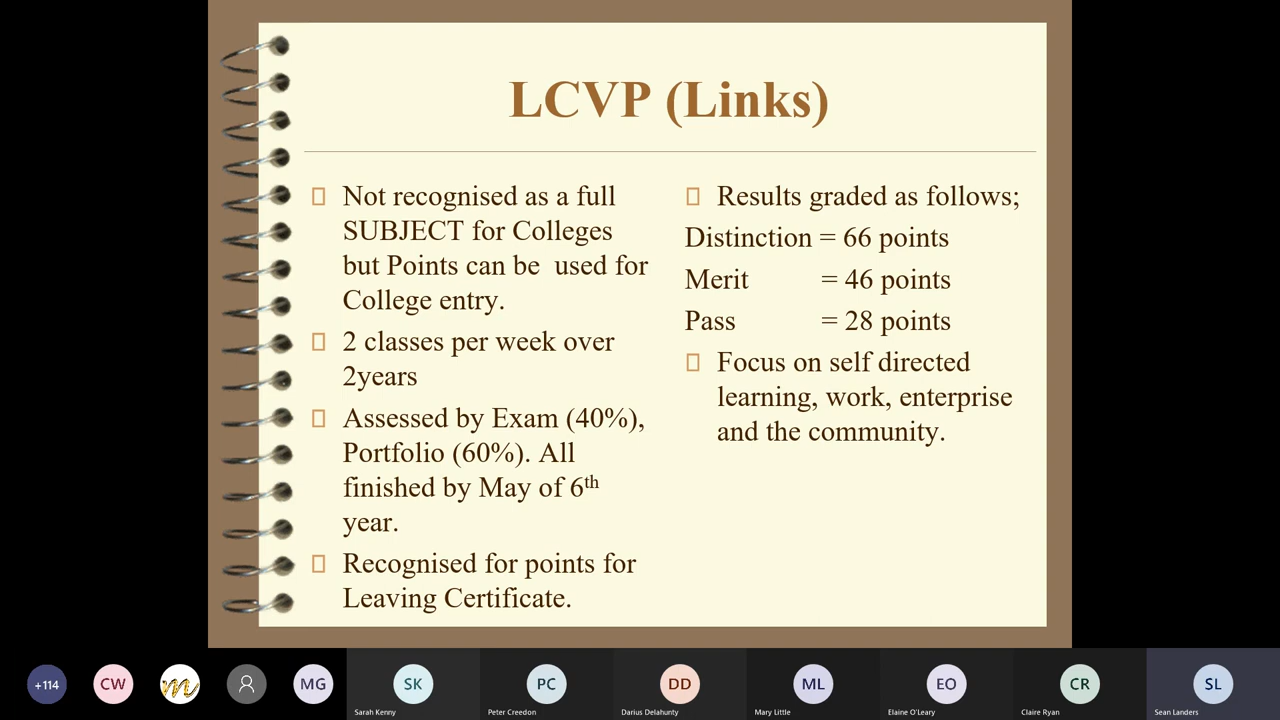 LCVP (Links)
Not recognised as a full
SUBJECT for Colleges
but Points can be  used for
College entry.
2 classes per week over
2years
Assessed by Exam (40%),
Portfolio (60%). All
finished by May of 6th
year.
Recognised for points for
Leaving Certificate.
Results graded as follows;
Distinction = 66 points
Merit = 46 points
Pass = 28 points
Focus on self directed
learning, work, enterprise
and the community.
+114
CW
m
MG
SK
PC
DD
ML
EO
CR
SL
Sarah Kenny
Peter Creedon
Darius Delahunty
Mary Little
Elaine O'Leary
Claire Ryan
Sean Landers